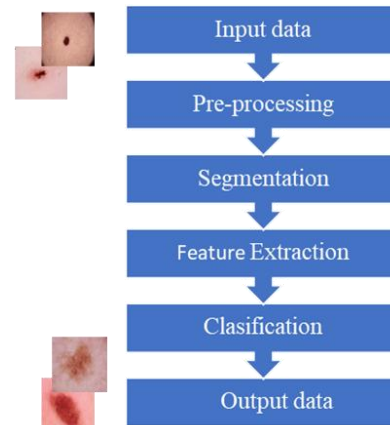 Input data
Pre-processing
Segmentation
Feature Extraction
Clasification
Output data